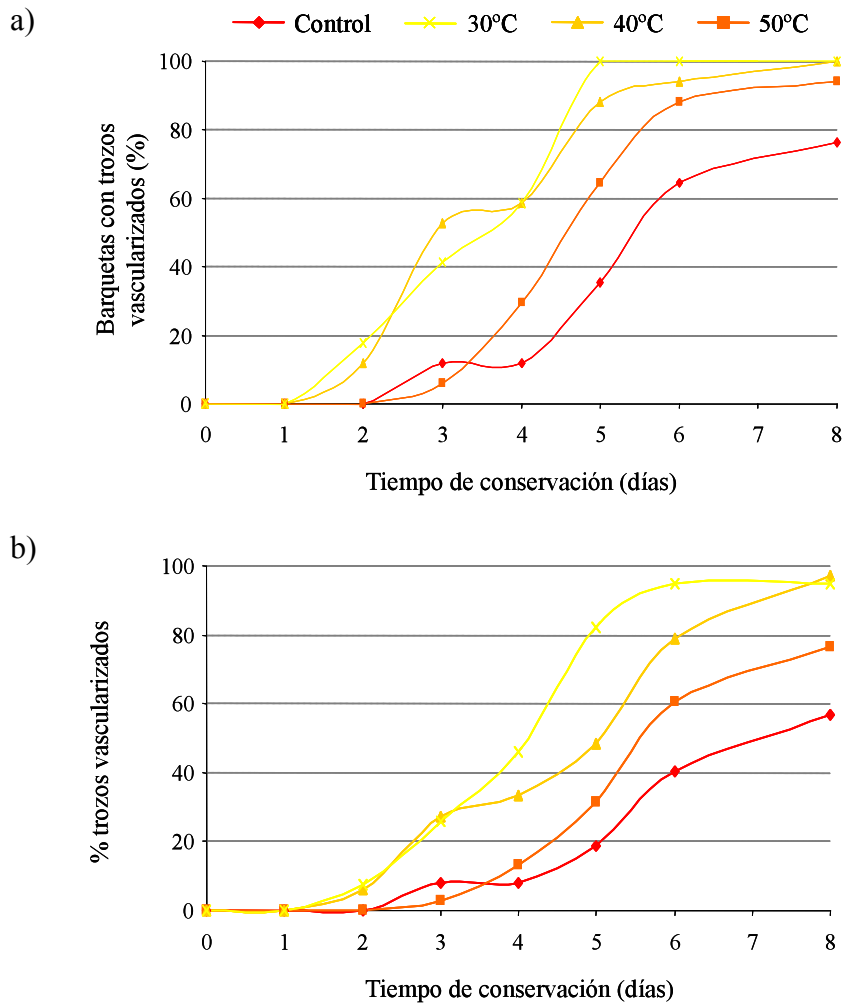 a)
Control 30ºC 40ºC 50ºC
Barquetas con trozos
vascularizados (%)
100
80
60
40
20
0
0 1 2 3 4 5 6 7 8
Tiempo de conservación (días)
b)
% trozos vascularizados
100
80
60
40
20
0
0 1 2 3 4 5 6 7 8
Tiempo de conservación (días)